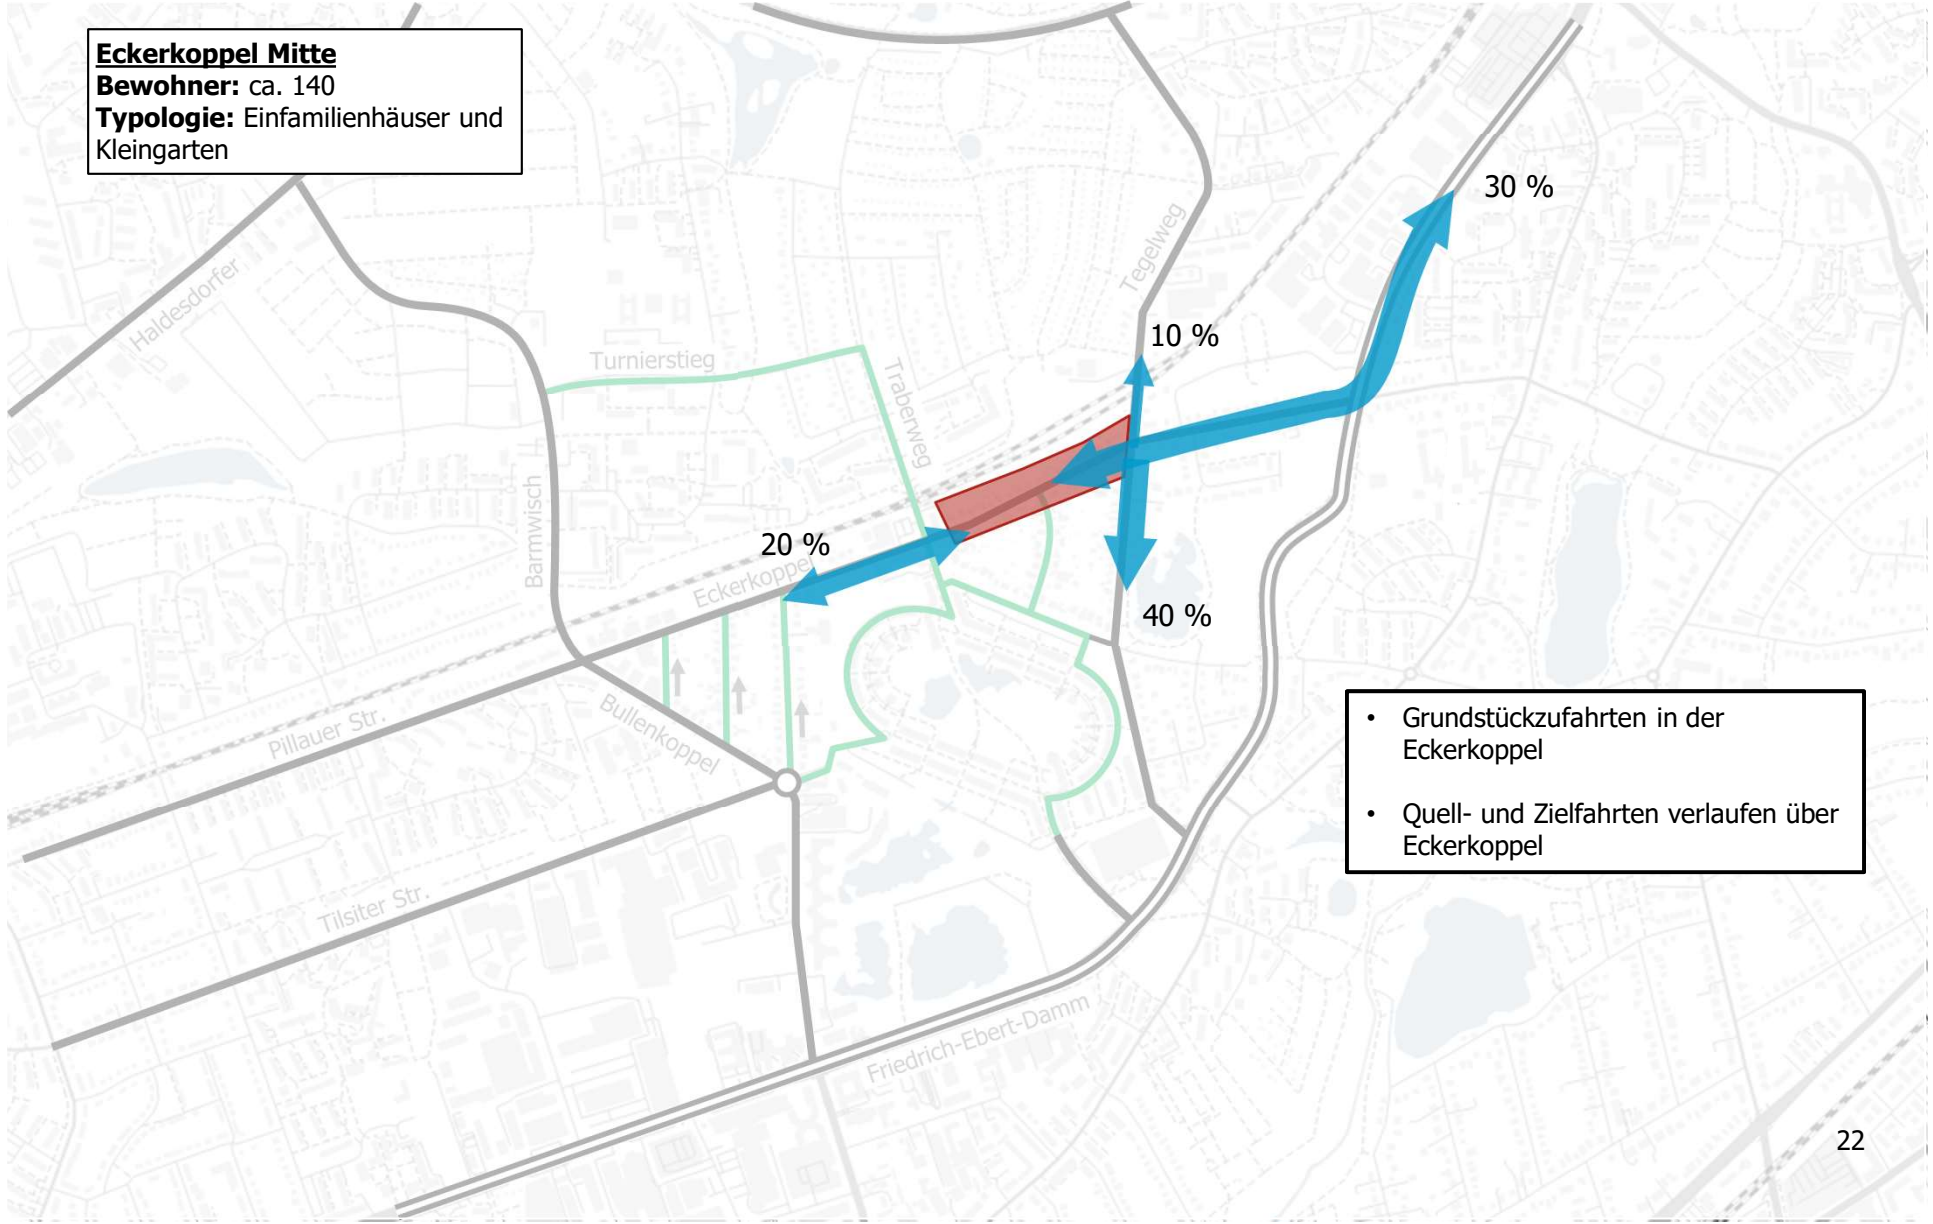 Eckerkoppel Mitte
Bewohner: ca. 140
Typologie: Einfamilienhäuser und
Kleingarten
30 %
Haldesdorfer
Tegelweg
10 %
Turnierstieg
Traberweg
Barmwisch
20 %
Eckerkoppel
40 %
Pillauer Str.
Bullenkoppel
• Grundstückzufahrten in der
Eckerkoppel
• Quell- und Zielfahrten verlaufen über
Eckerkoppel
Tilsiter Str.
Friedrich-Ebert-Damm
22